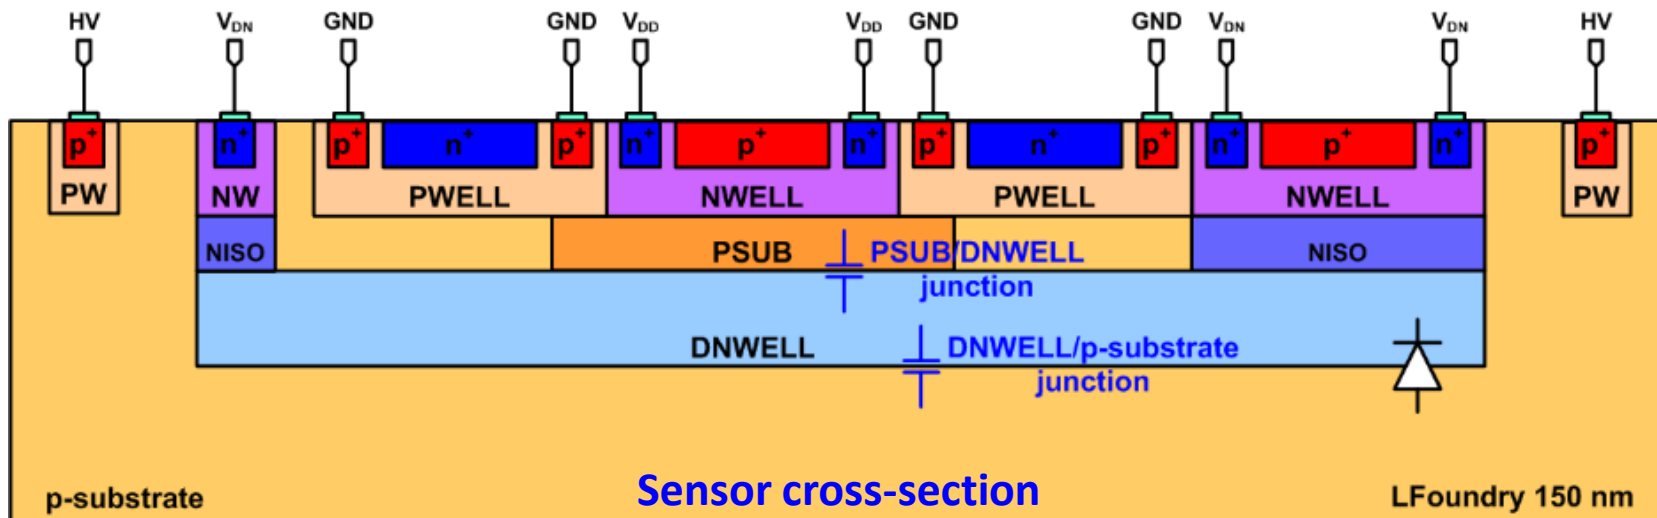 HV V_DN GND GND V_DD V_DD GND GND V_DN V_DN HV
p⁺ n⁺ p⁺ n⁺ p⁺ n⁺ p⁺ n⁺ p⁺ n⁺ p⁺ n⁺ p⁺ n⁺ p⁺
PW NW PWELL NWELL PWELL NWELL PW
NISO PSUB PSUB/DNWELL NISO
junction
DNWELL DNWELL/p-substrate
junction
p-substrate Sensor cross-section LFoundry 150 nm